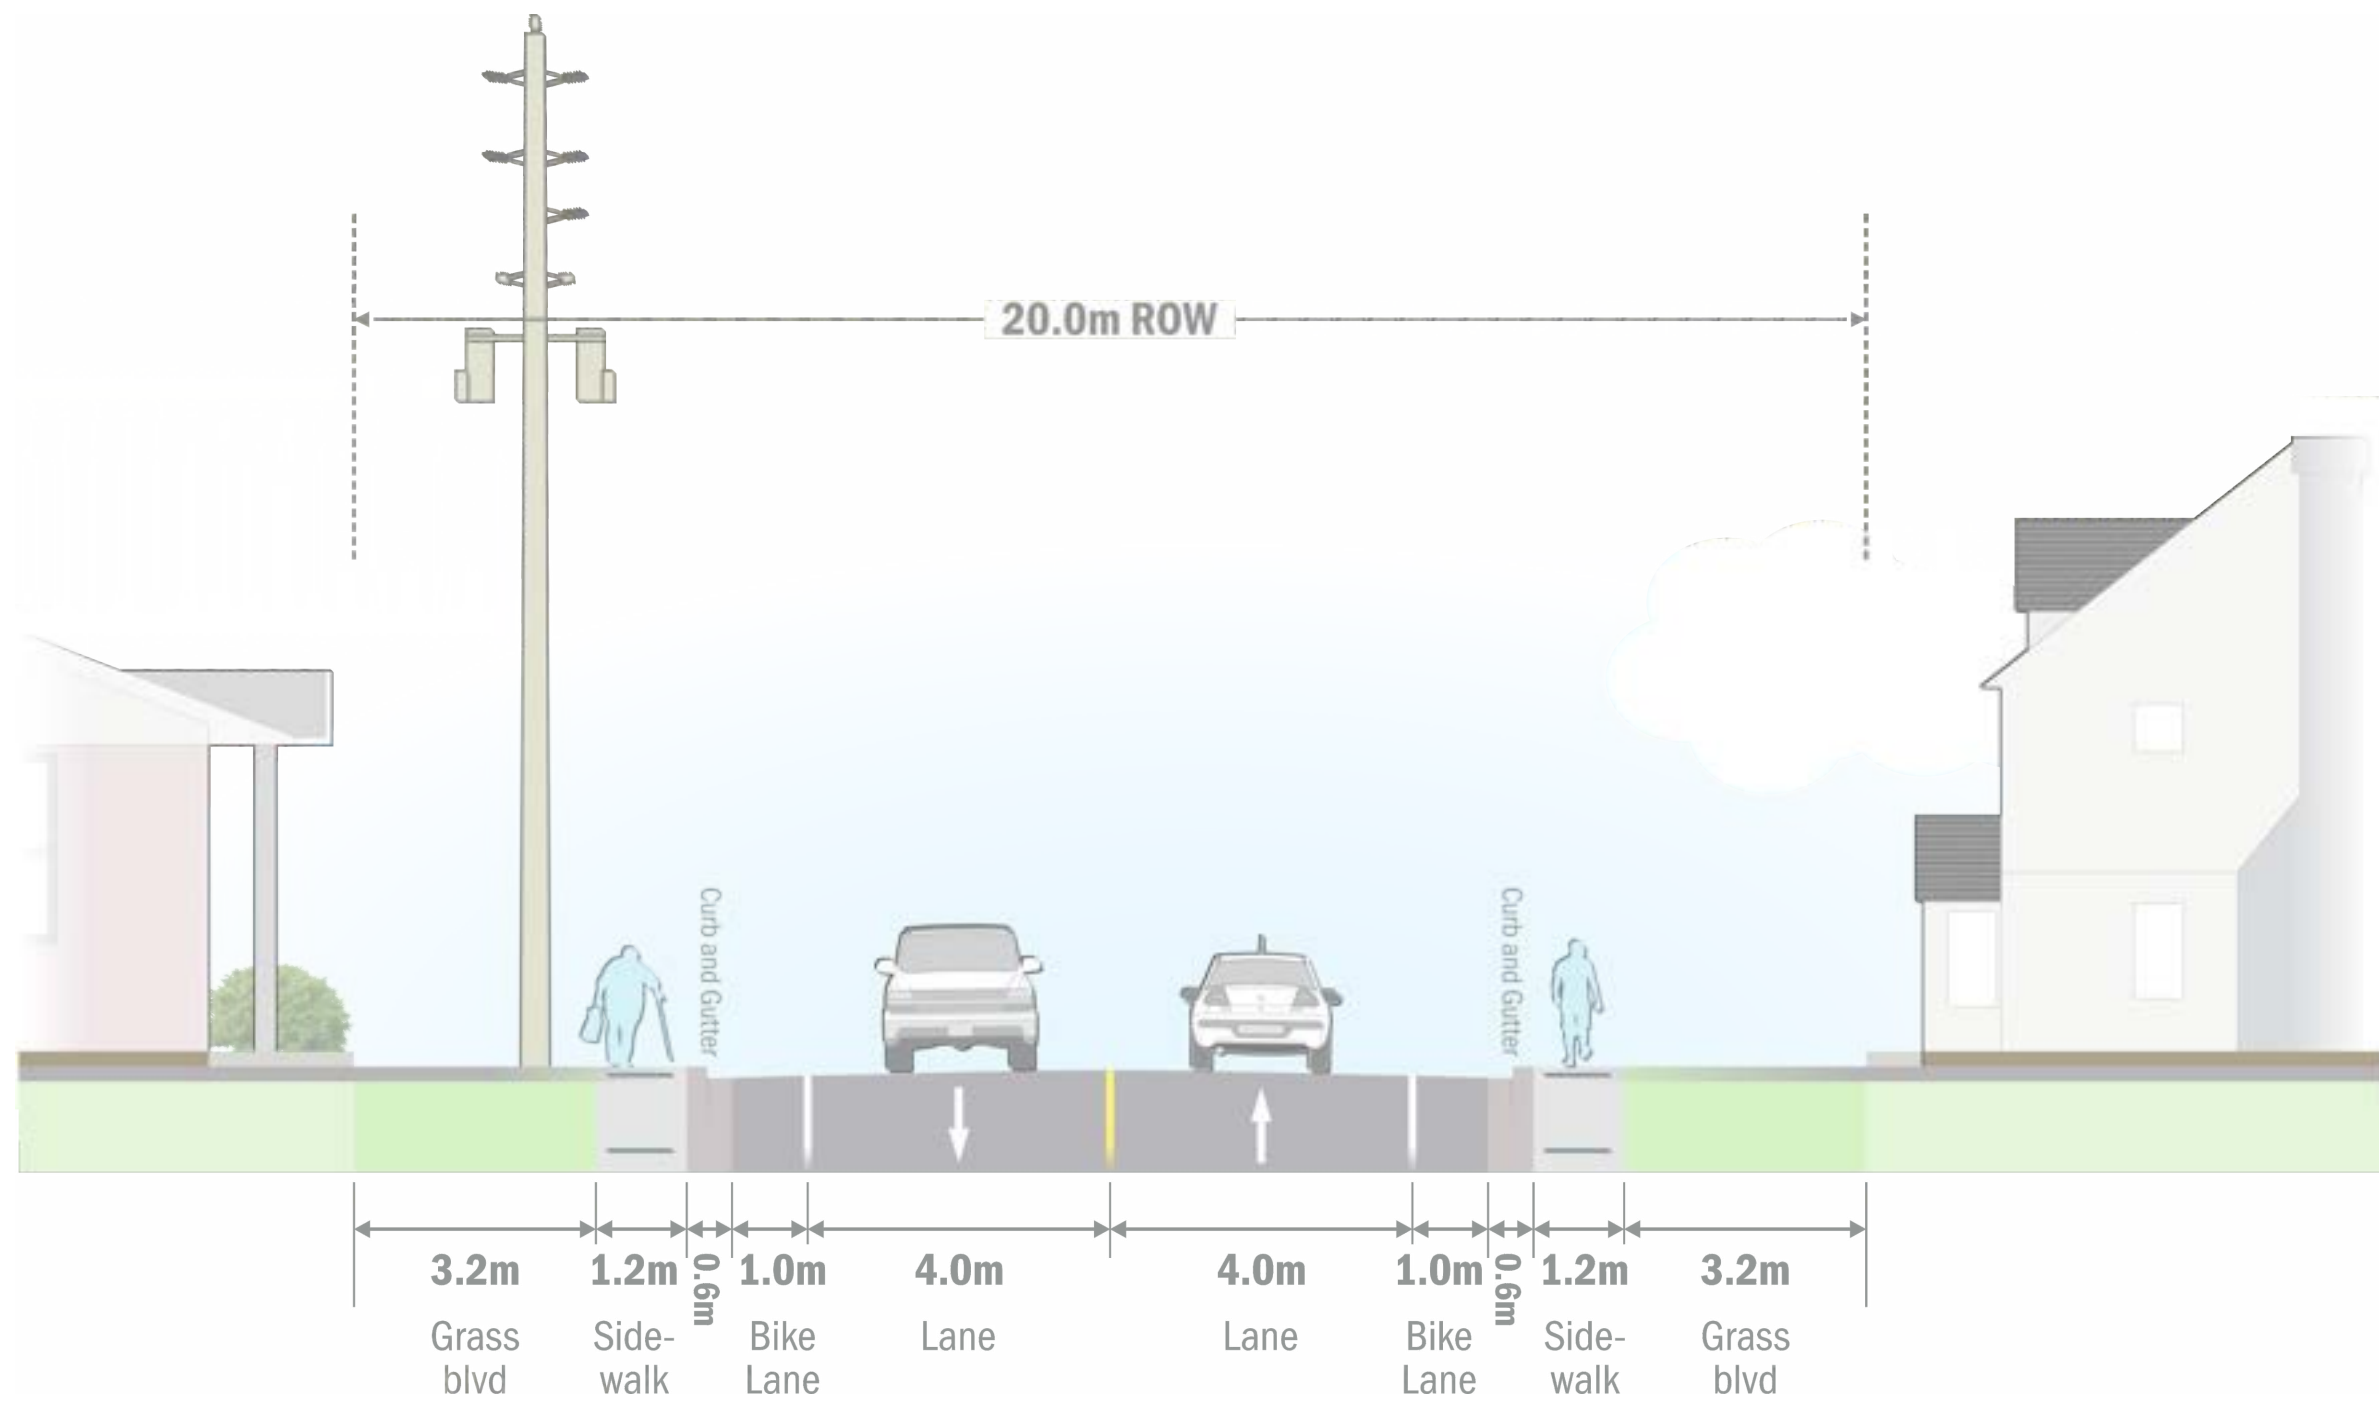 20.0m ROW
Curb and Gutter
Curb and Gutter
3.2m
1.2m
0.6m
1.0m
4.0m
4.0m
1.0m
0.6m
1.2m
3.2m
Grass
blvd
Side-
walk
Bike
Lane
Lane
Lane
Bike
Lane
Side-
walk
Grass
blvd